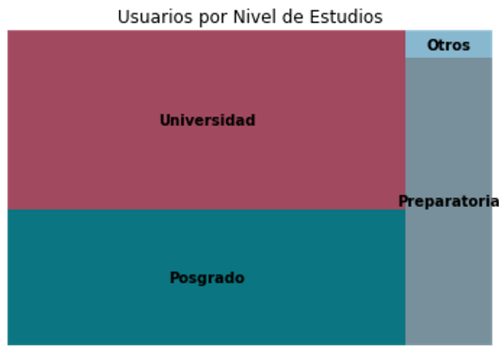 Usuarios por Nivel de Estudios
Otros
Universidad
Preparatoria
Posgrado